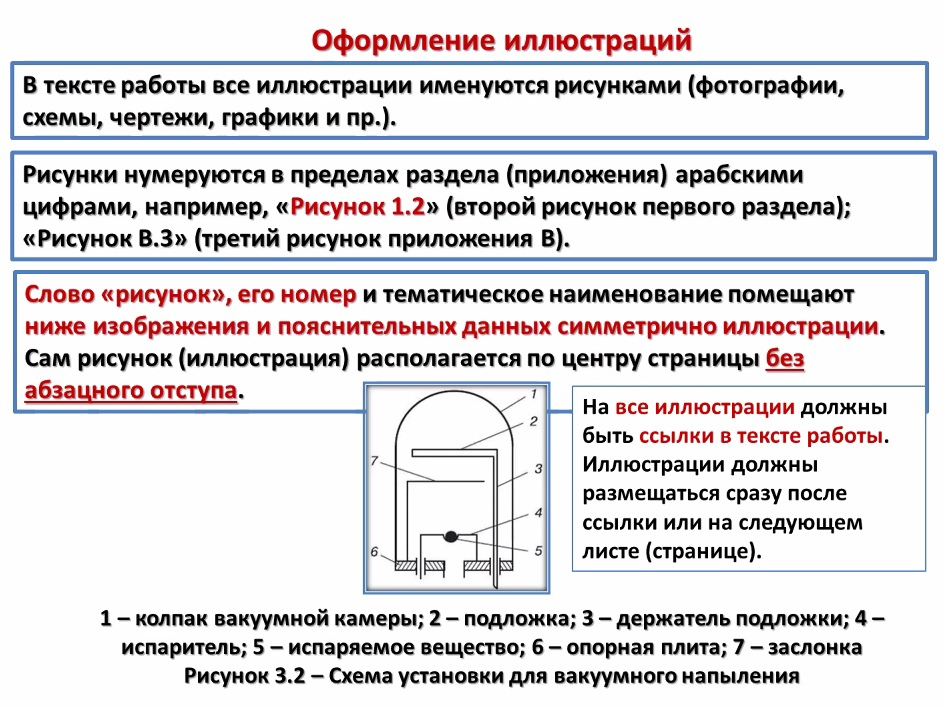 Оформление иллюстраций
В тексте работы все иллюстрации именуются рисунками (фотографии,
схемы, чертежи, графики и пр.).
Рисунки нумеруются в пределах раздела (приложения) арабскими
цифрами, например, «Рисунок 1.2» (второй рисунок первого раздела);
«Рисунок В.3» (третий рисунок приложения В).
Слово «рисунок», его номер и тематическое наименование помещают
ниже изображения и пояснительных данных симметрично иллюстрации.
Сам рисунок (иллюстрация) располагается по центру страницы без
абзацного отступа.
1
2
7
3
4
6
5
На все иллюстрации должны
быть ссылки в тексте работы.
Иллюстрации должны
размещаться сразу после
ссылки или на следующем
листе (странице).
1 – колпак вакуумной камеры; 2 – подложка; 3 – держатель подложки; 4 –
испаритель; 5 – испаряемое вещество; 6 – опорная плита; 7 – заслонка
Рисунок 3.2 – Схема установки для вакуумного напыления